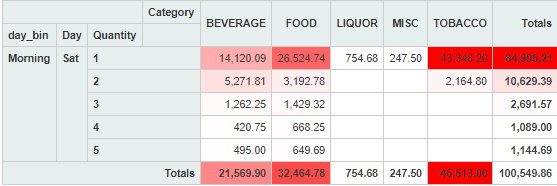 Category BEVERAGE FOOD LIQUOR MISC TOBACCO Totals
day_bin Day Quantity
Morning Sat 1 14,120.09 26,524.74 754.68 247.50 43,348.20 84,995.21
2 5,271.81 3,192.78 2,164.80 10,629.39
3 1,262.25 1,429.32 2,691.57
4 420.75 668.25 1,089.00
5 495.00 649.69 1,144.69
Totals 21,569.90 32,464.78 754.68 247.50 45,513.00 100,549.86